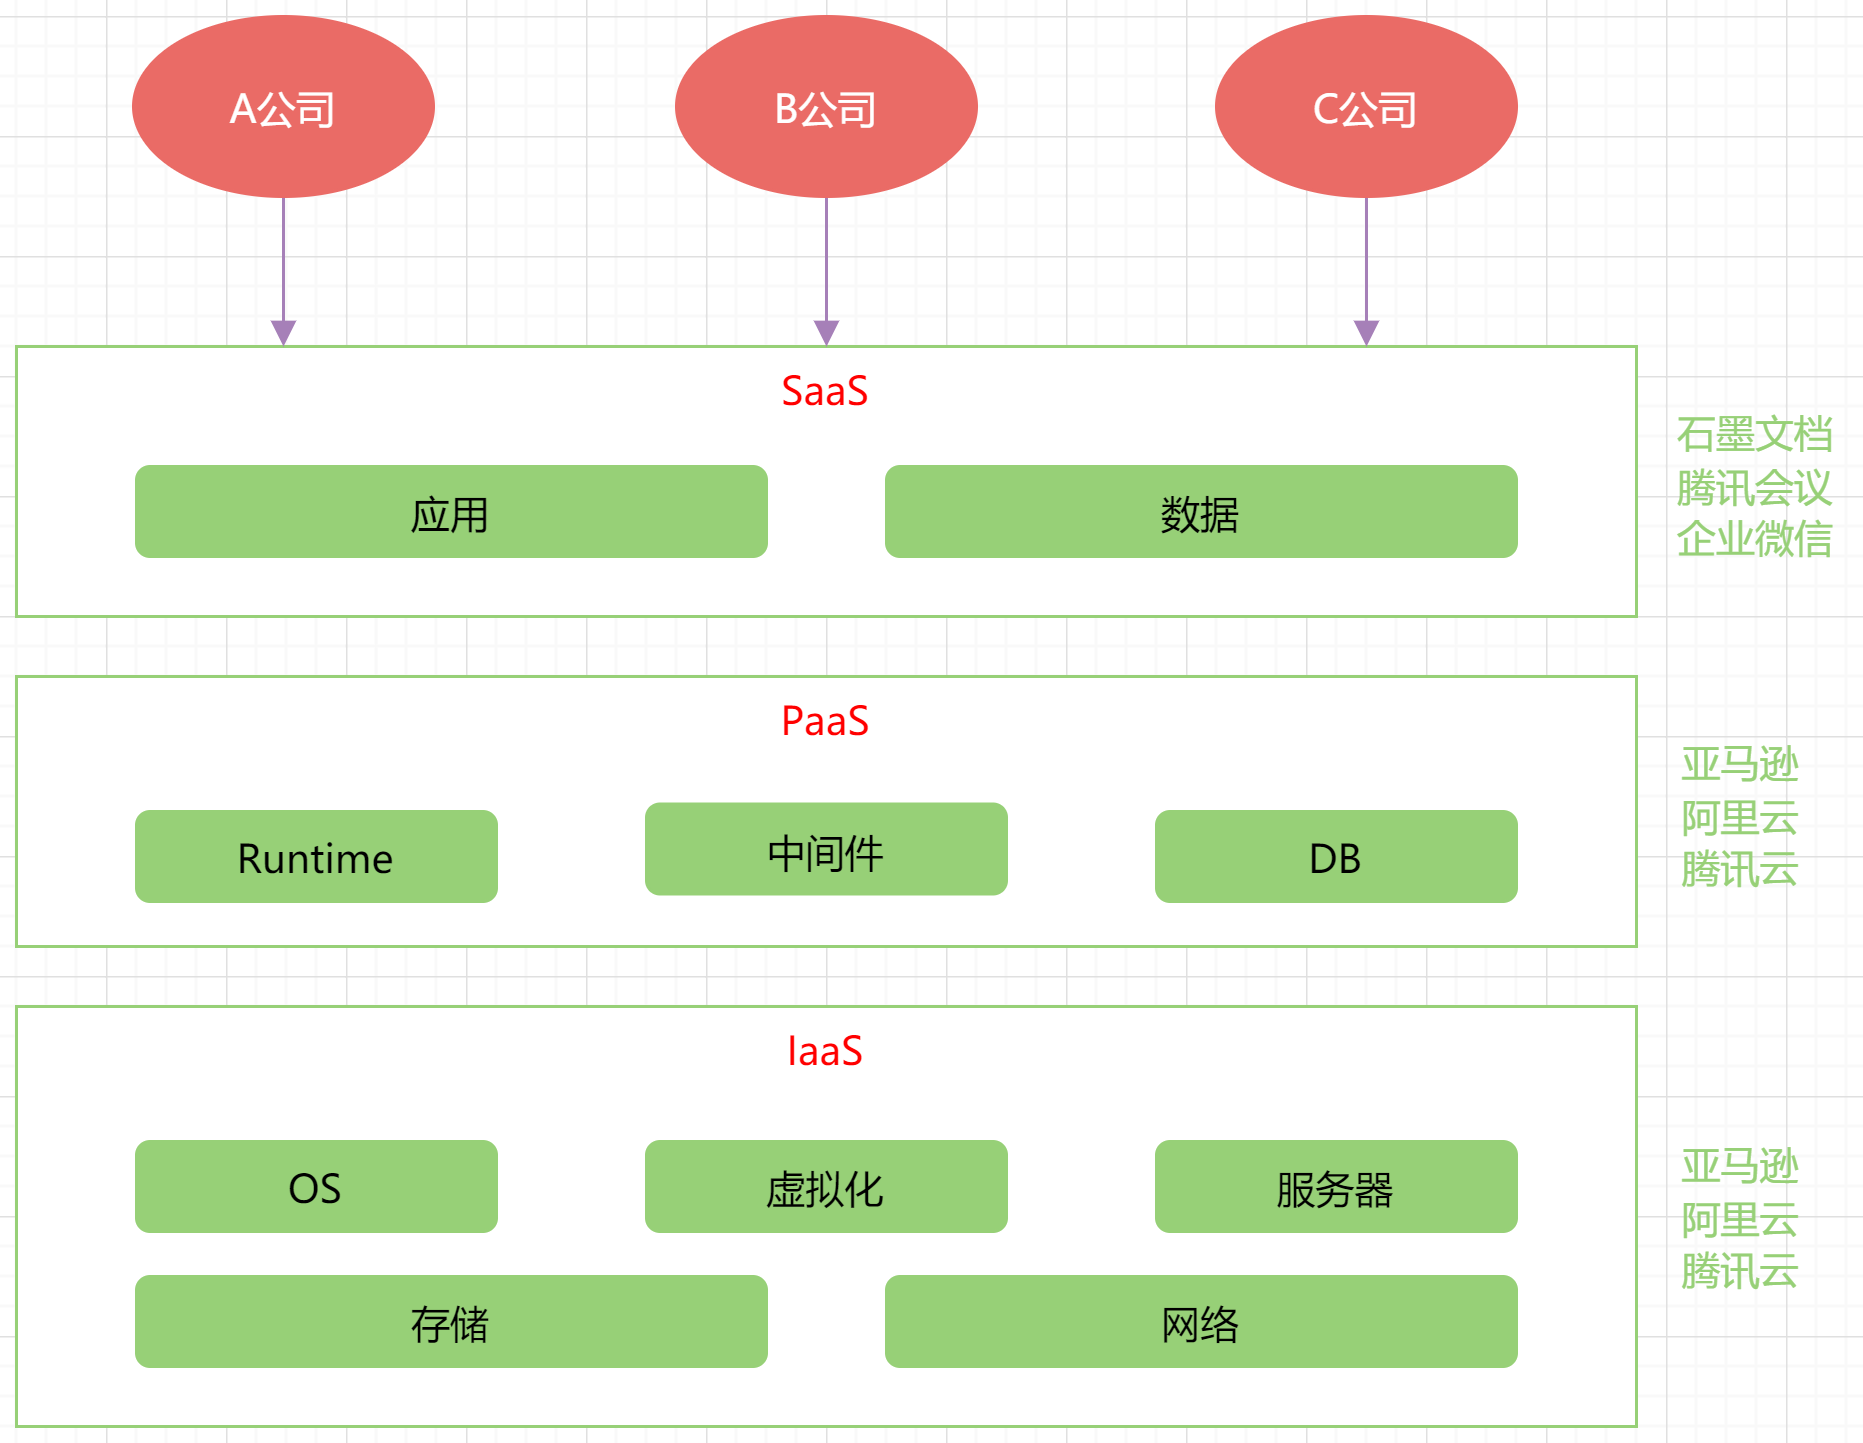 A公司
B公司
C公司
SaaS
应用
数据
石墨文档
腾讯会议
企业微信
PaaS
Runtime
中间件
DB
亚马逊
阿里云
腾讯云
IaaS
OS
虚拟化
服务器
存储
网络
亚马逊
阿里云
腾讯云